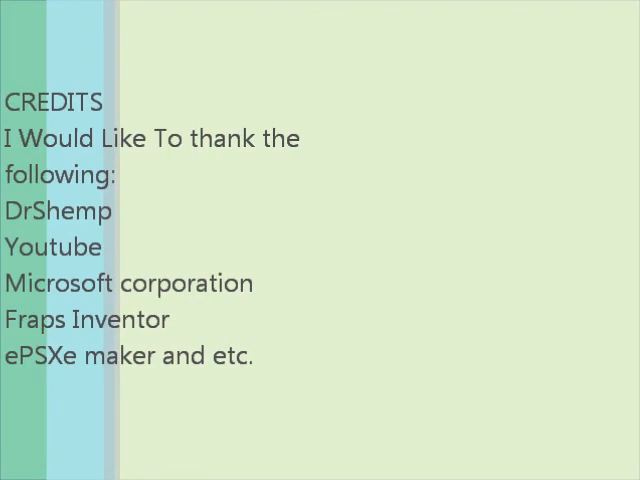 CREDITS
I Would Like To thank the
following:
DrShemp
Youtube
Microsoft corporation
Fraps Inventor
ePSXe maker and etc.